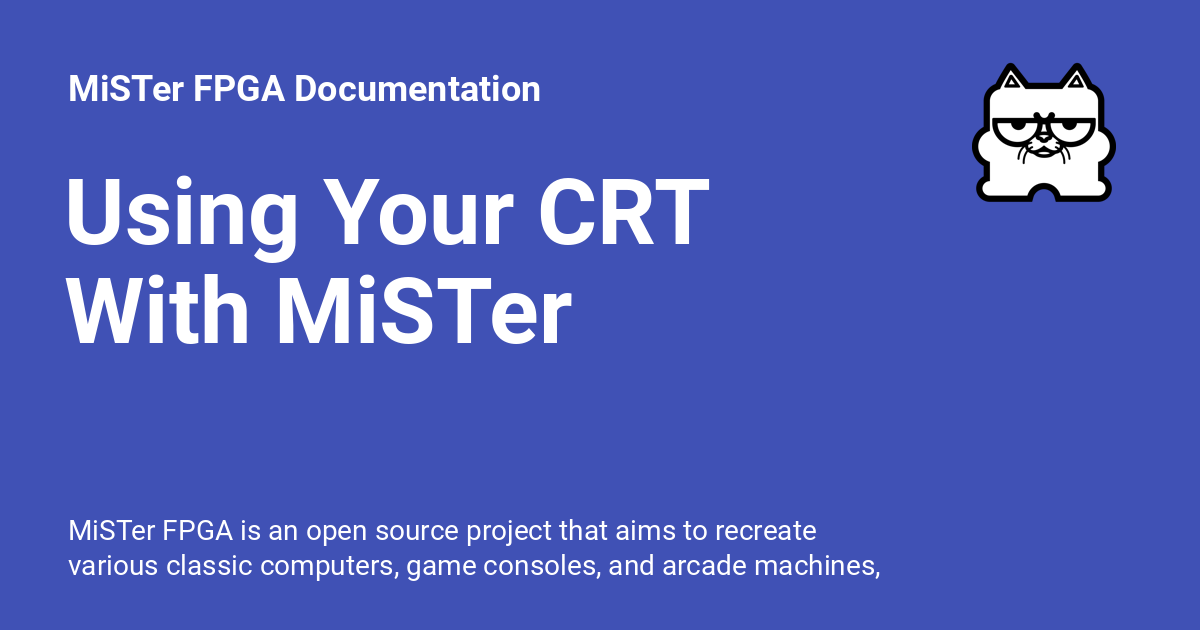 MiSTer FPGA Documentation
Using Your CRT
With MiSTer
MiSTer FPGA is an open source project that aims to recreate
various classic computers, game consoles, and arcade machines,